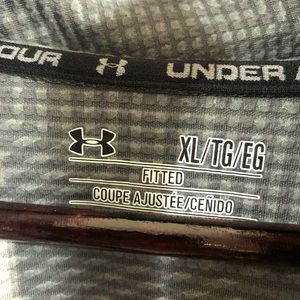 OUR UNDER
XL/TG/EG
FITTED
COUPE AJUSTÉE/CEÑIDO